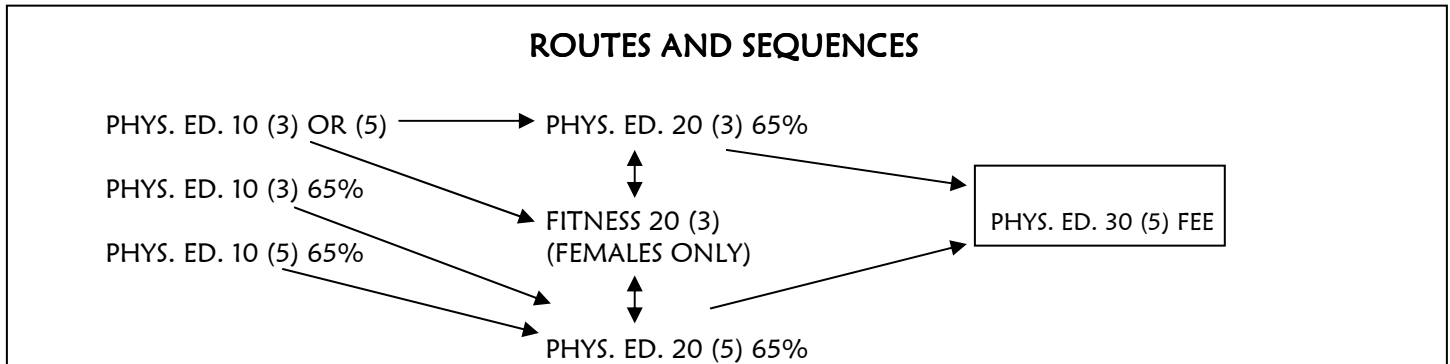 ROUTES AND SEQUENCES
PHYS. ED. 10 (3) OR (5)
PHYS. ED. 20 (3) 65%
PHYS. ED. 10 (3) 65%
FITNESS 20 (3)
(FEMALES ONLY)
PHYS. ED. 30 (5) FEE
PHYS. ED. 10 (5) 65%
PHYS. ED. 20 (5) 65%